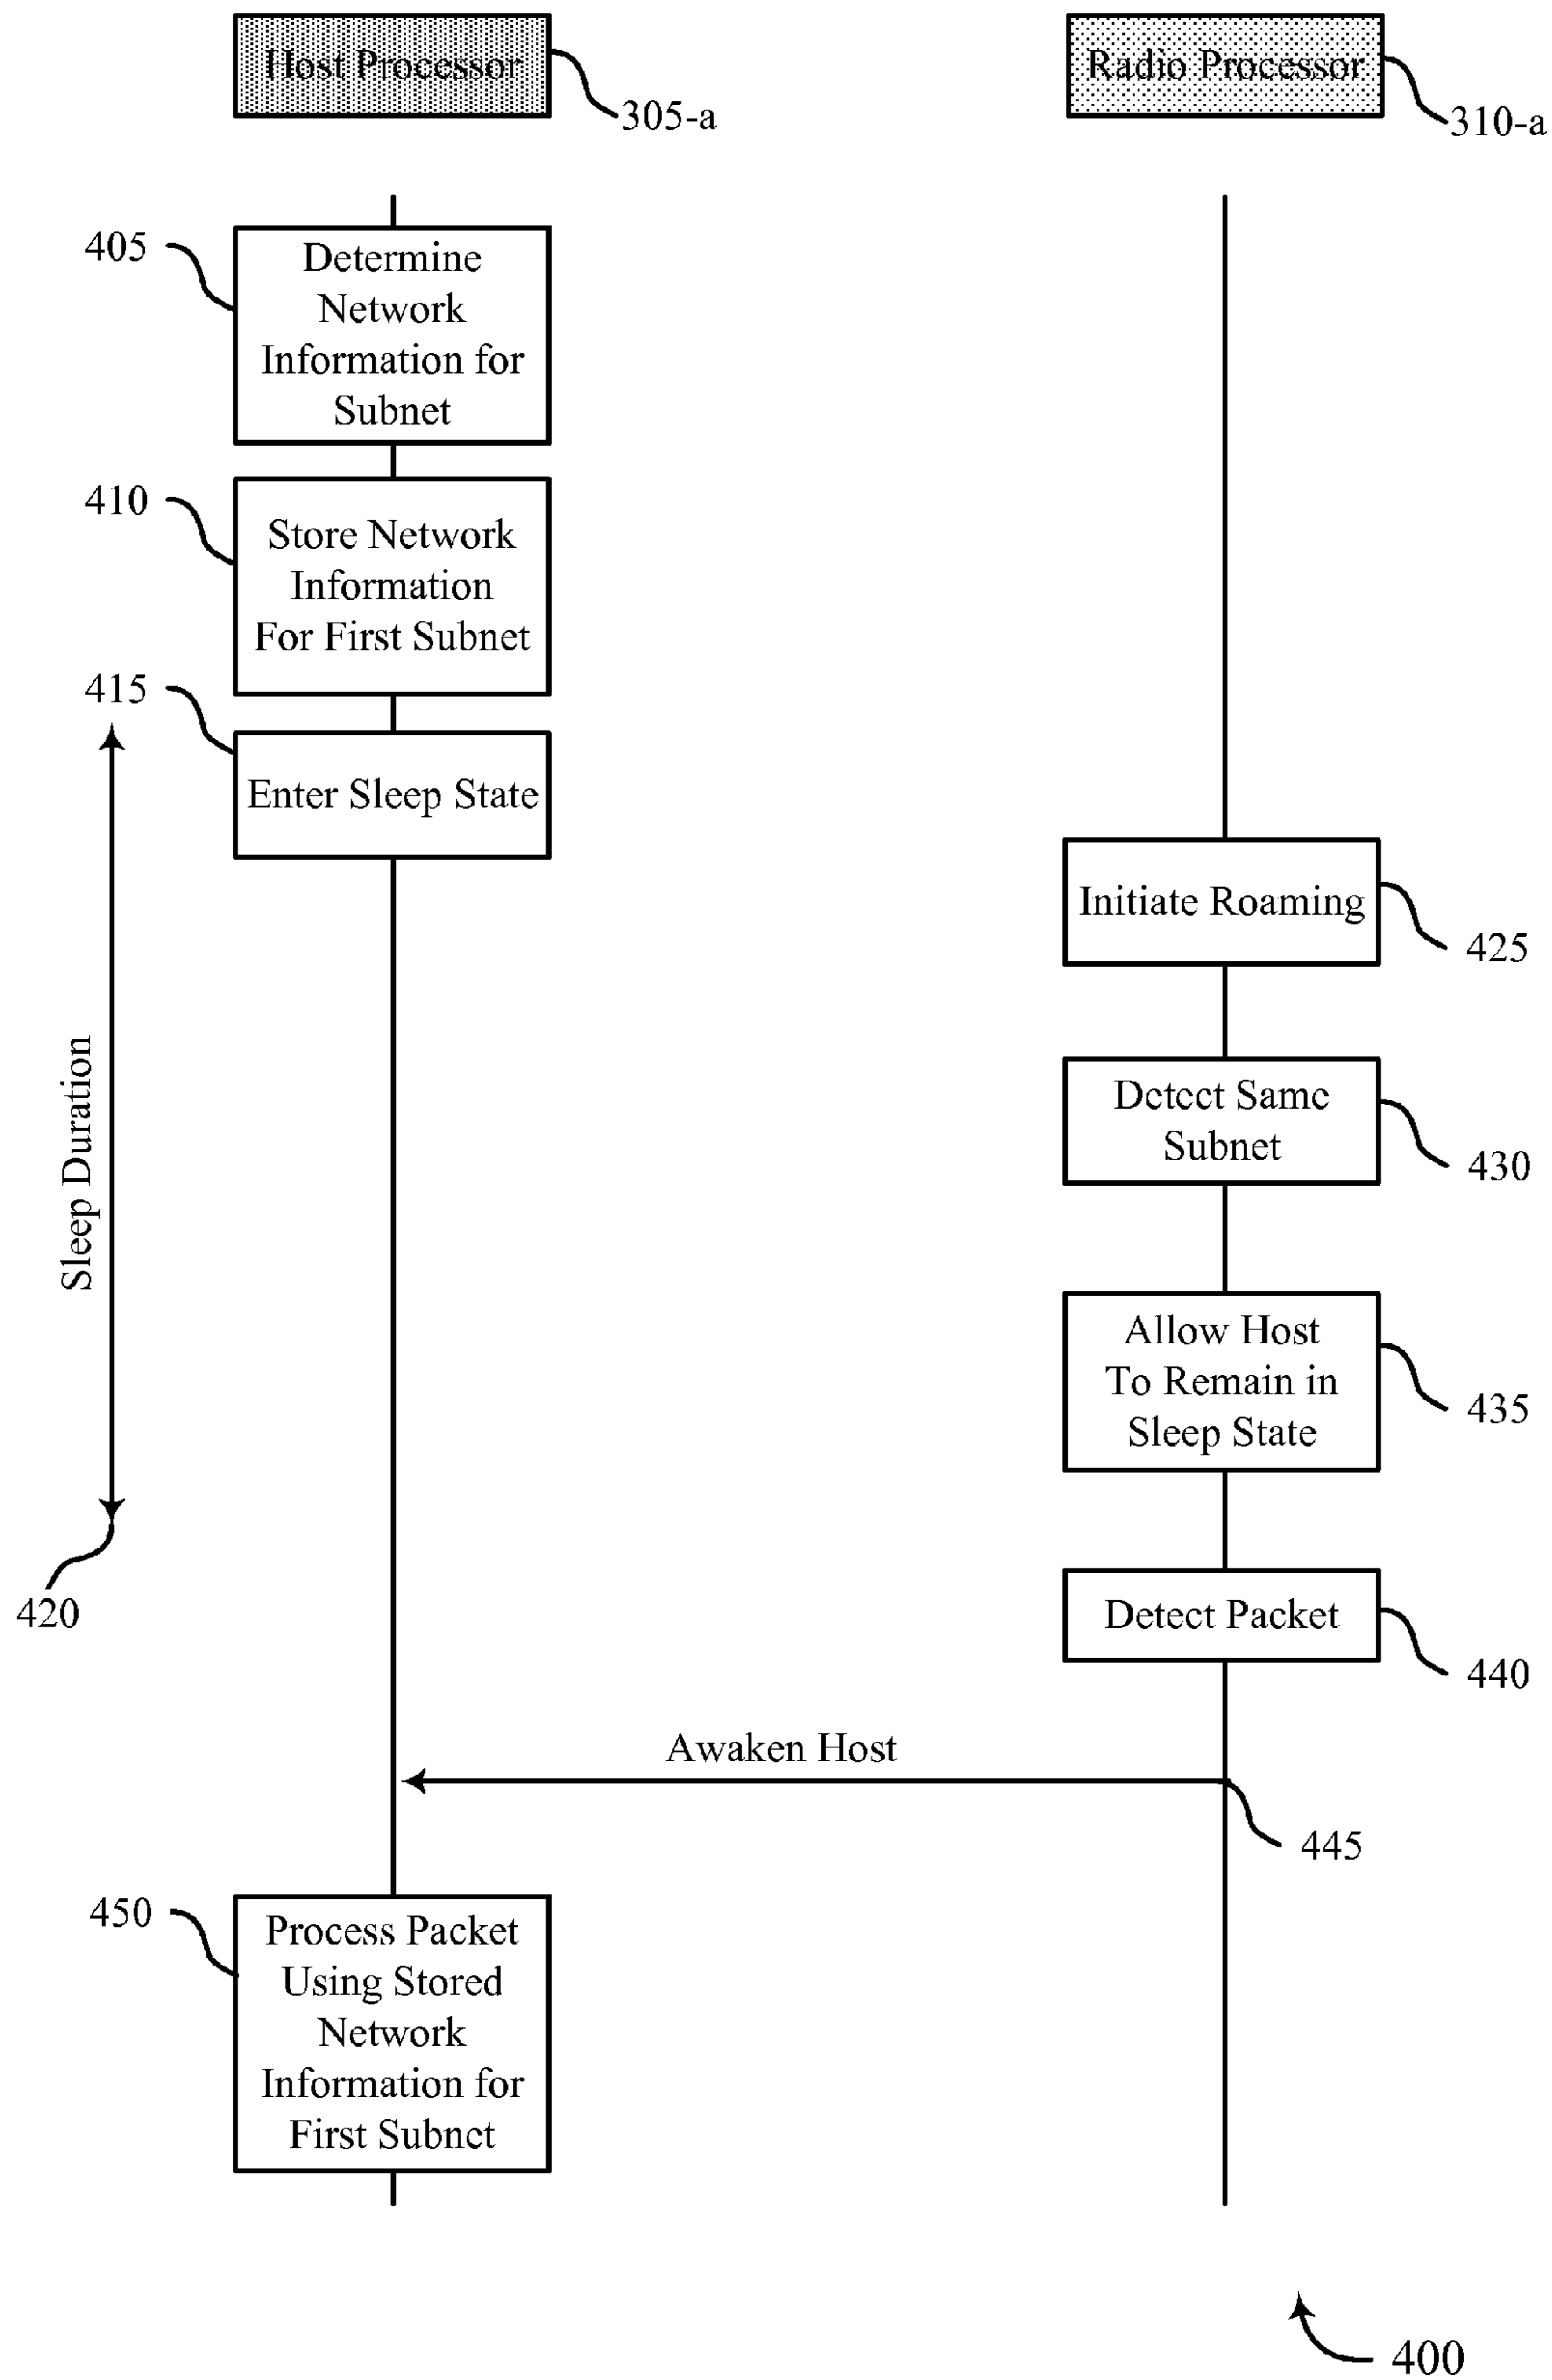 Host Processor
305-a
Radio Processor
310-a
405
Determine
Network
Information for
Subnet
410
Store Network
Information
For First Subnet
415
Enter Sleep State
Initiate Roaming
425
Sleep Duration
Detect Same
Subnet
430
Allow Host
To Remain in
Sleep State
435
420
Detect Packet
440
Awaken Host
445
450
Process Packet
Using Stored
Network
Information for
First Subnet
400